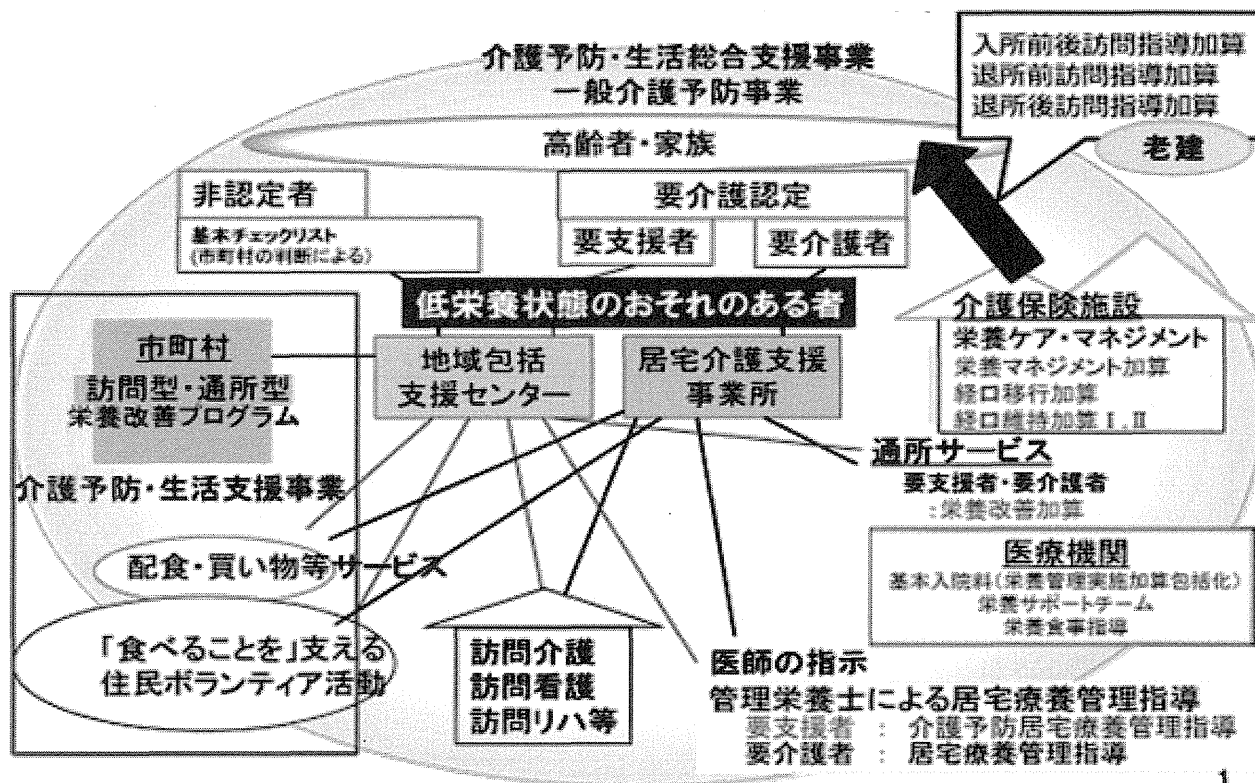 介護予防・生活総合支援事業
一般介護予防事業
高齢者・家族
入所前後訪問指導加算
退所前訪問指導加算
退所後訪問指導加算
老建
非認定者
基本チェックリスト
(市町村の判断による)
要介護認定
要支援者
要介護者
低栄養状態のおそれのある者
市町村
訪問型・通所型
栄養改善プログラム
地域包括
支援センター
居宅介護支援
事業所
介護保険施設
栄養ケア・マネジメント
栄養マネジメント加算
経口移行加算
経口維持加算Ⅰ,Ⅱ
通所サービス
要支援者・要介護者
:栄養改善加算
介護予防・生活支援事業
配食・買い物等サービス
「食べることを」支える
住民ボランティア活動
訪問介護
訪問看護
訪問リハ等
医療機関
基本入院料(栄養管理実施加算包括化)
栄養サポートチーム
栄養食事指導
医師の指示
管理栄養士による居宅療養管理指導
要支援者 : 介護予防居宅療養管理指導
要介護者 : 居宅療養管理指導
1